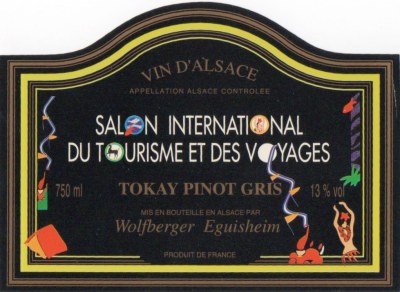 VIN D'ALSACE
APPELLATION ALSACE CONTROLÉE
SALON INTERNATIONAL
DU TOURISME ET DES VOYAGES
750 ml
TOKAY PINOT GRIS
13 % vol
MIS EN BOUTEILLE EN ALSACE PAR
Wolfberger Eguisheim
PRODUIT DE FRANCE